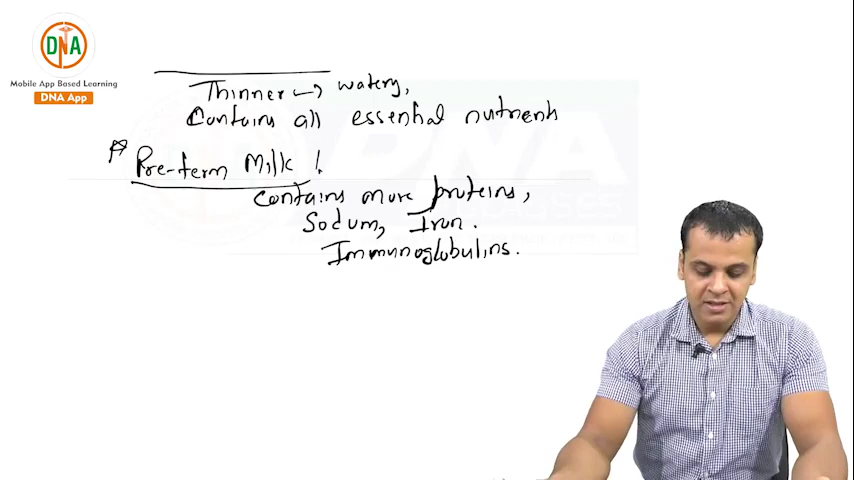 DNA
Mobile App Based Learning
DNA App
Thinner → watery,
Contains all essential nutrients
Pre-term Milk :
Contains more proteins,
Sodium, Iron.
Immunoglobulins.